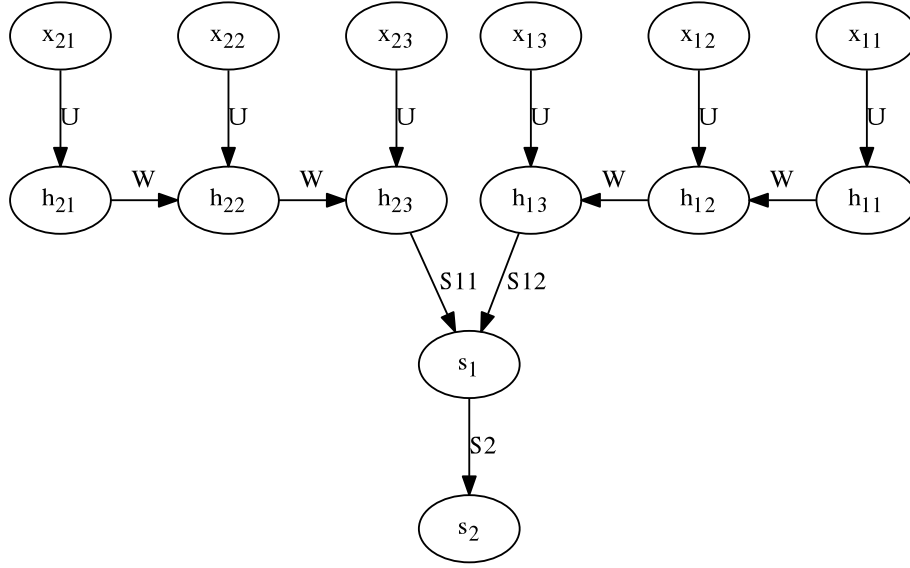 x21 x22 x23 x13 x12 x11
U U U U U U
W W W W
h21 h22 h23 h13 h12 h11
S11 S12
s1
S2
s2